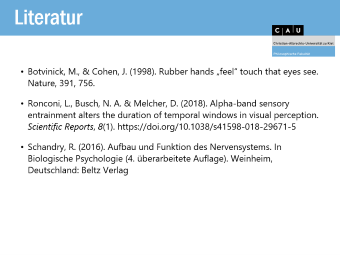 Literatur
C A U
Christian-Albrechts-Universität zu Kiel
Philosophische Fakultät
• Botvinick, M., & Cohen, J. (1998). Rubber hands „feel“ touch that eyes see.
Nature, 391, 756.
• Ronconi, L., Busch, N. A. & Melcher, D. (2018). Alpha-band sensory
entrainment alters the duration of temporal windows in visual perception.
Scientific Reports, 8(1). https://doi.org/10.1038/s41598-018-29671-5
• Schandry, R. (2016). Aufbau und Funktion des Nervensystems. In
Biologische Psychologie (4. überarbeitete Auflage). Weinheim,
Deutschland: Beltz Verlag